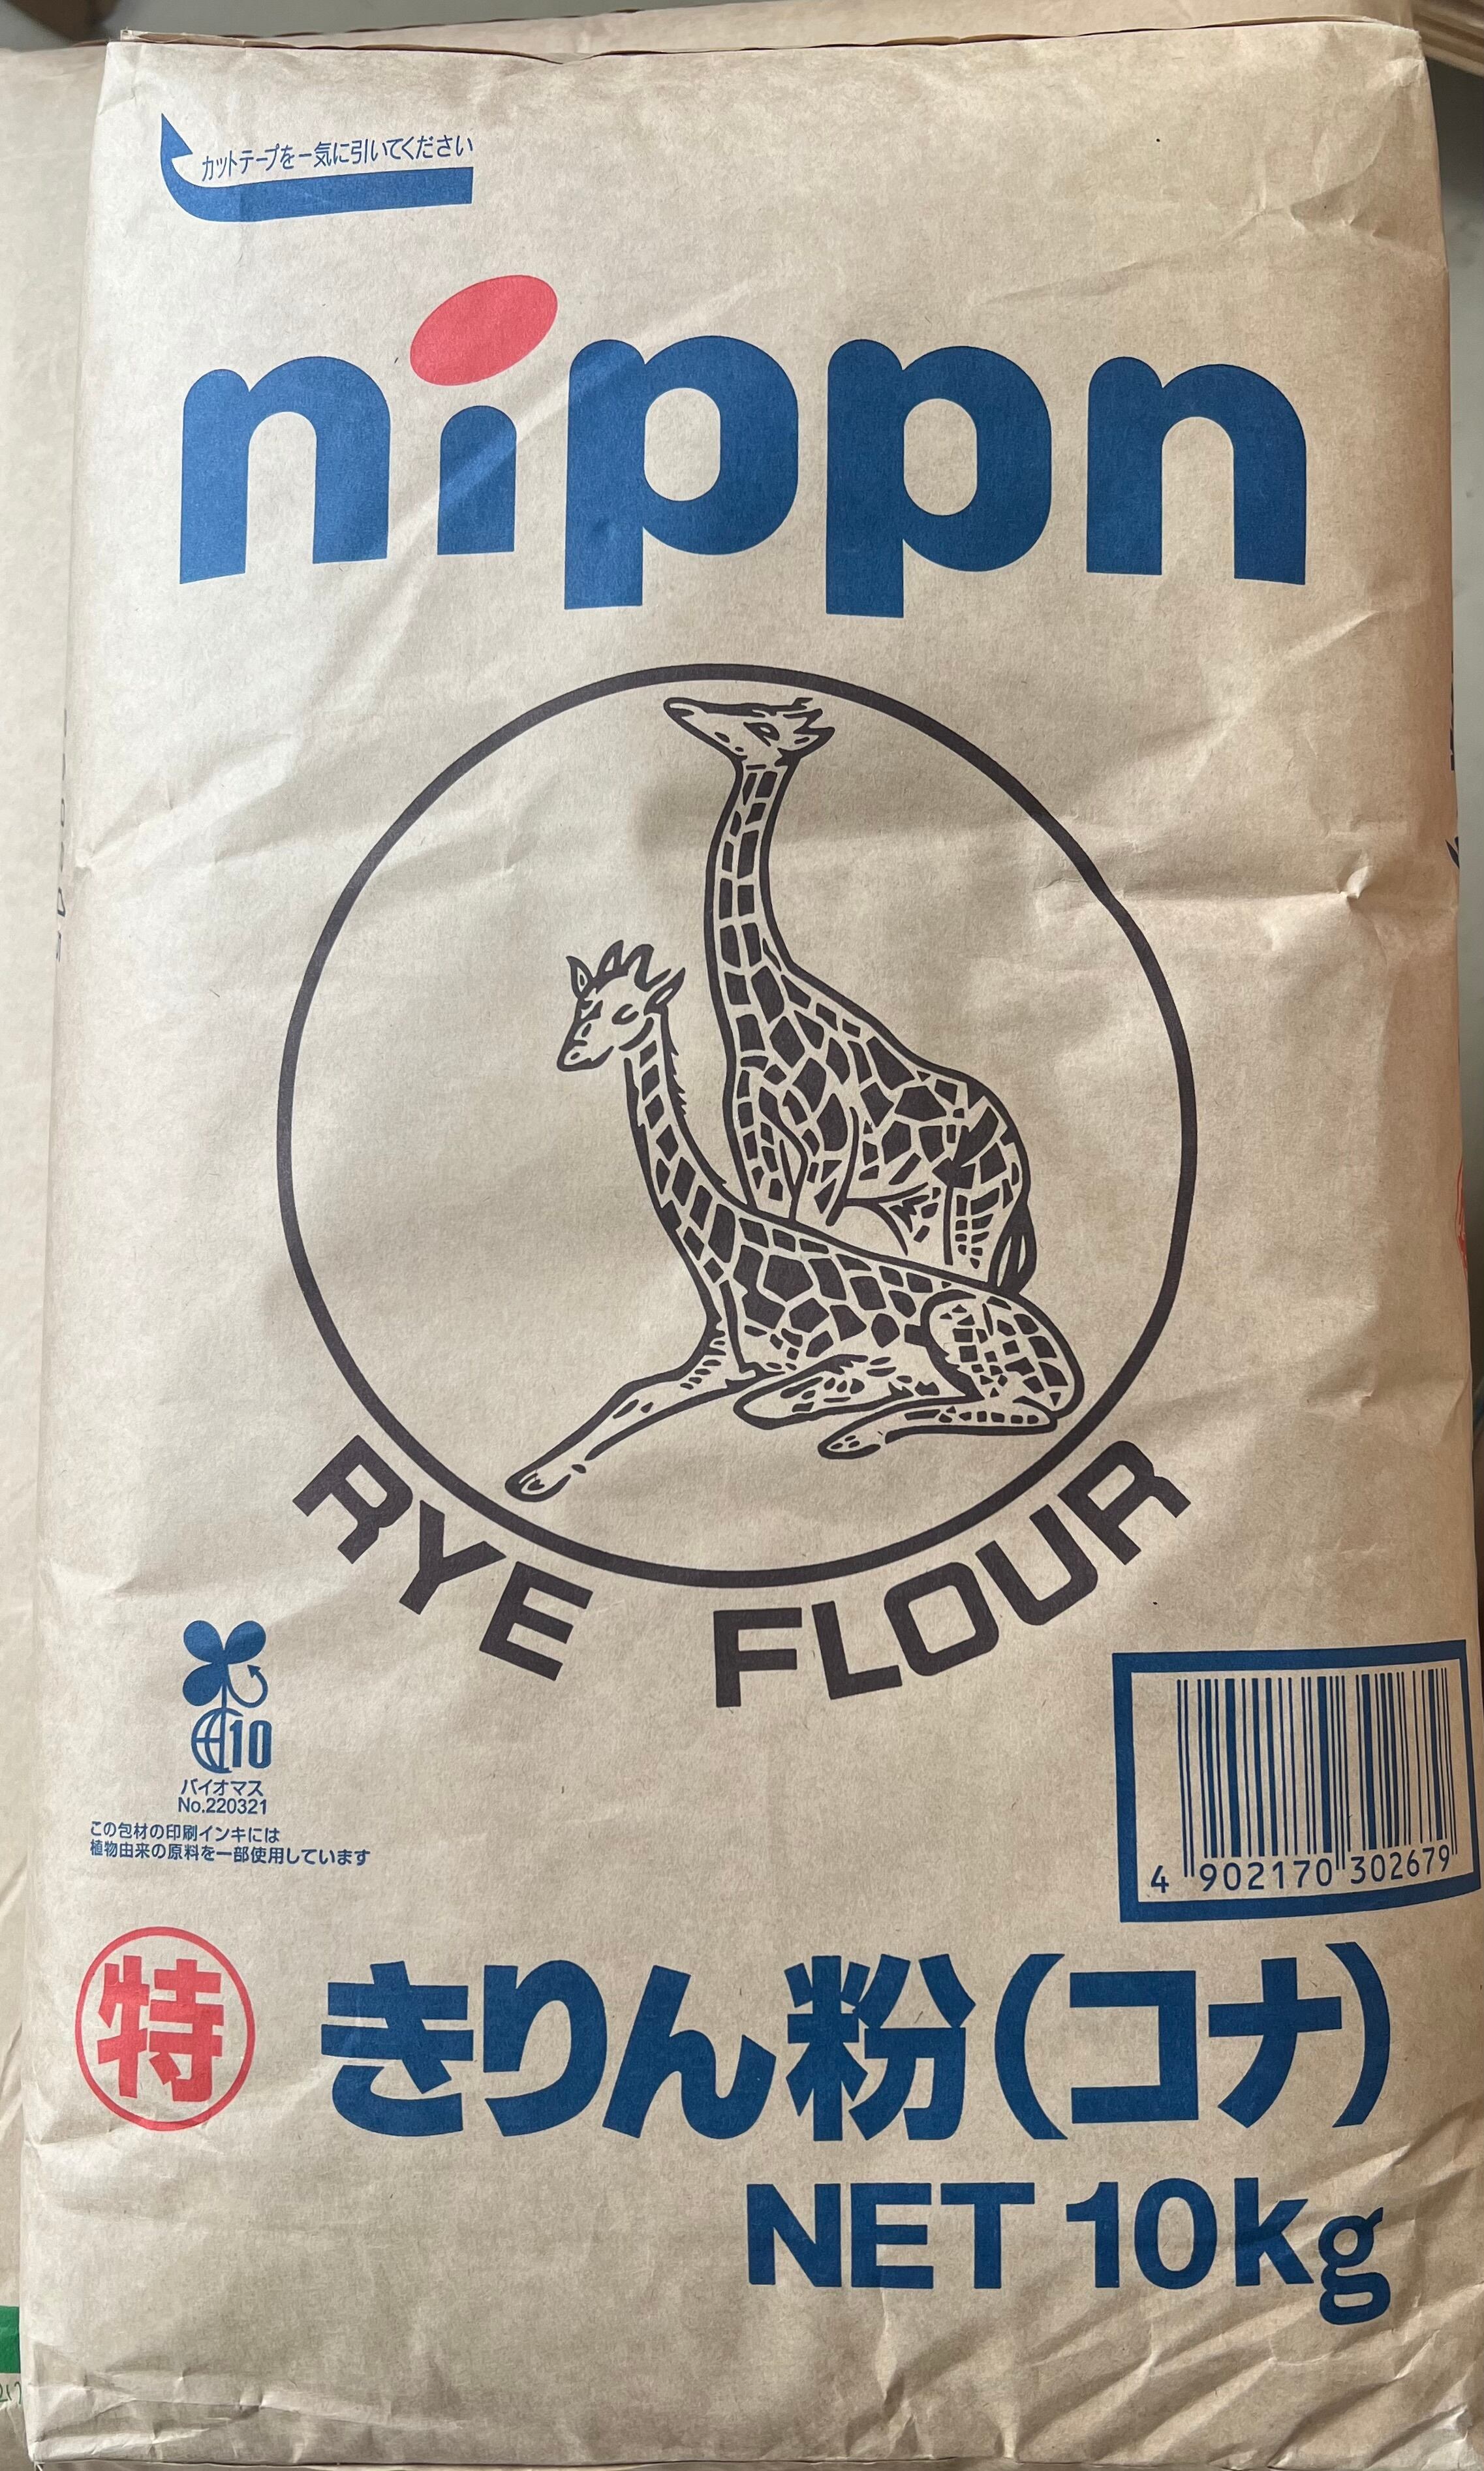 カットテープを一気に引いてください
nippn
RYE FLOUR
10
バイオマス
No.220321
この包材の印刷インキには
植物由来の原料を一部使用しています
4 902170 302679
特 きりん粉(コナ)
NET 10kg